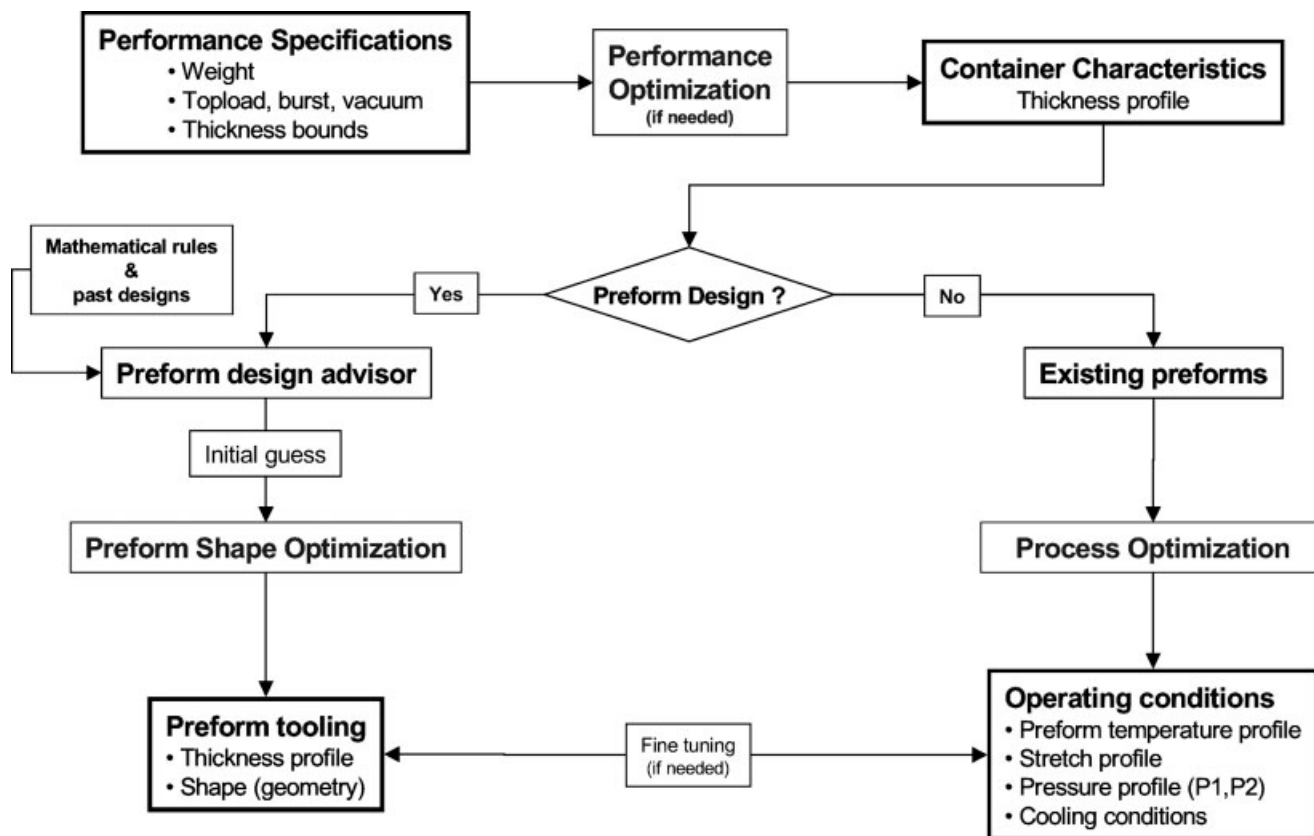 Performance Specifications
• Weight
• Topload, burst, vacuum
• Thickness bounds
Performance
Optimization
(if needed)
Container Characteristics
Thickness profile
Mathematical rules
&
past designs
Yes
Preform Design ?
No
Preform design advisor
Existing preforms
Initial guess
Preform Shape Optimization
Process Optimization
Preform tooling
• Thickness profile
• Shape (geometry)
Fine tuning
(if needed)
Operating conditions
• Preform temperature profile
• Stretch profile
• Pressure profile (P1,P2)
• Cooling conditions